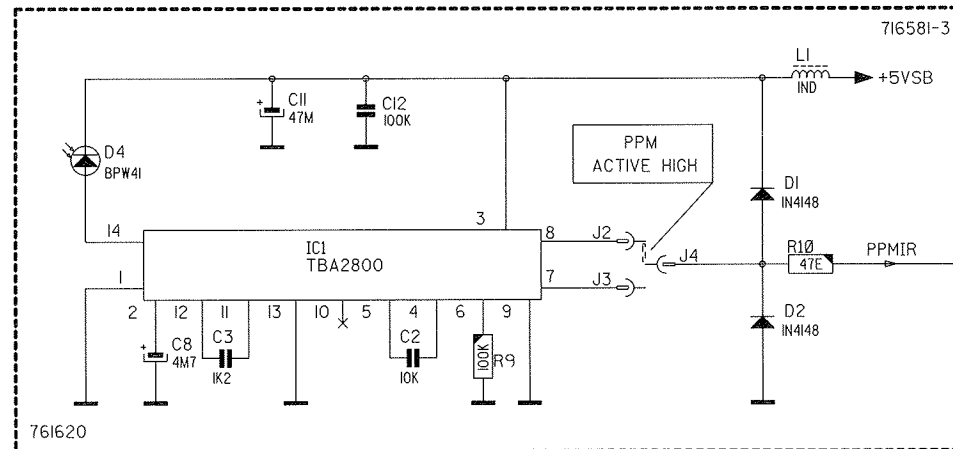 716581-3
L1
IND
+5VSB
C11
47M
C12
100K
+
D4
BPW41
PPM
ACTIVE HIGH
D1
1N4148
3
14
IC1
TBA2800
8
J2
J4
R10
47E
PPMIR
1
7
J3
2
12
11
13
10
5
4
6
9
D2
1N4148
+
C8
4M7
C3
1K2
C2
10K
100K
R9
761620